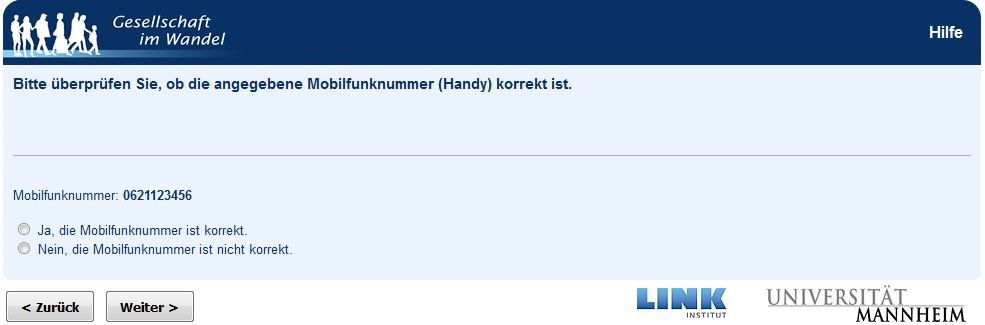 Gesellschaft
im Wandel
Hilfe
Bitte überprüfen Sie, ob die angegebene Mobilfunknummer (Handy) korrekt ist.
Mobilfunknummer: 0621123456
Ja, die Mobilfunknummer ist korrekt.
Nein, die Mobilfunknummer ist nicht korrekt.
< Zurück
Weiter >
LINK
INSTITUT
UNIVERSITÄT
MANNHEIM